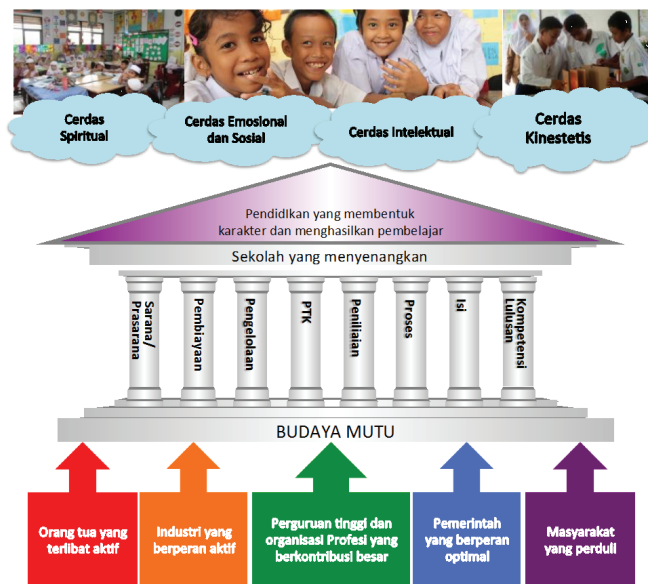 Cerdas
Spiritual
Cerdas Emosional
dan Sosial
Cerdas Intelektual
Cerdas
Kinestetis
Pendidikan yang membentuk
karakter dan menghasilkan pembelajar
Sekolah yang menyenangkan
Sarana/
Prasarana
Pembiayaan
Pengelolaan
PTK
Peniliaian
Proses
Isi
Kompetensi
Lulusan
BUDAYA MUTU
Orang tua yang
terlibat aktif
Industri yang
berperan aktif
Perguruan tinggi dan
organisasi Profesi yang
berkontribusi besar
Pemerintah
yang berperan
optimal
Masyarakat
yang perduli